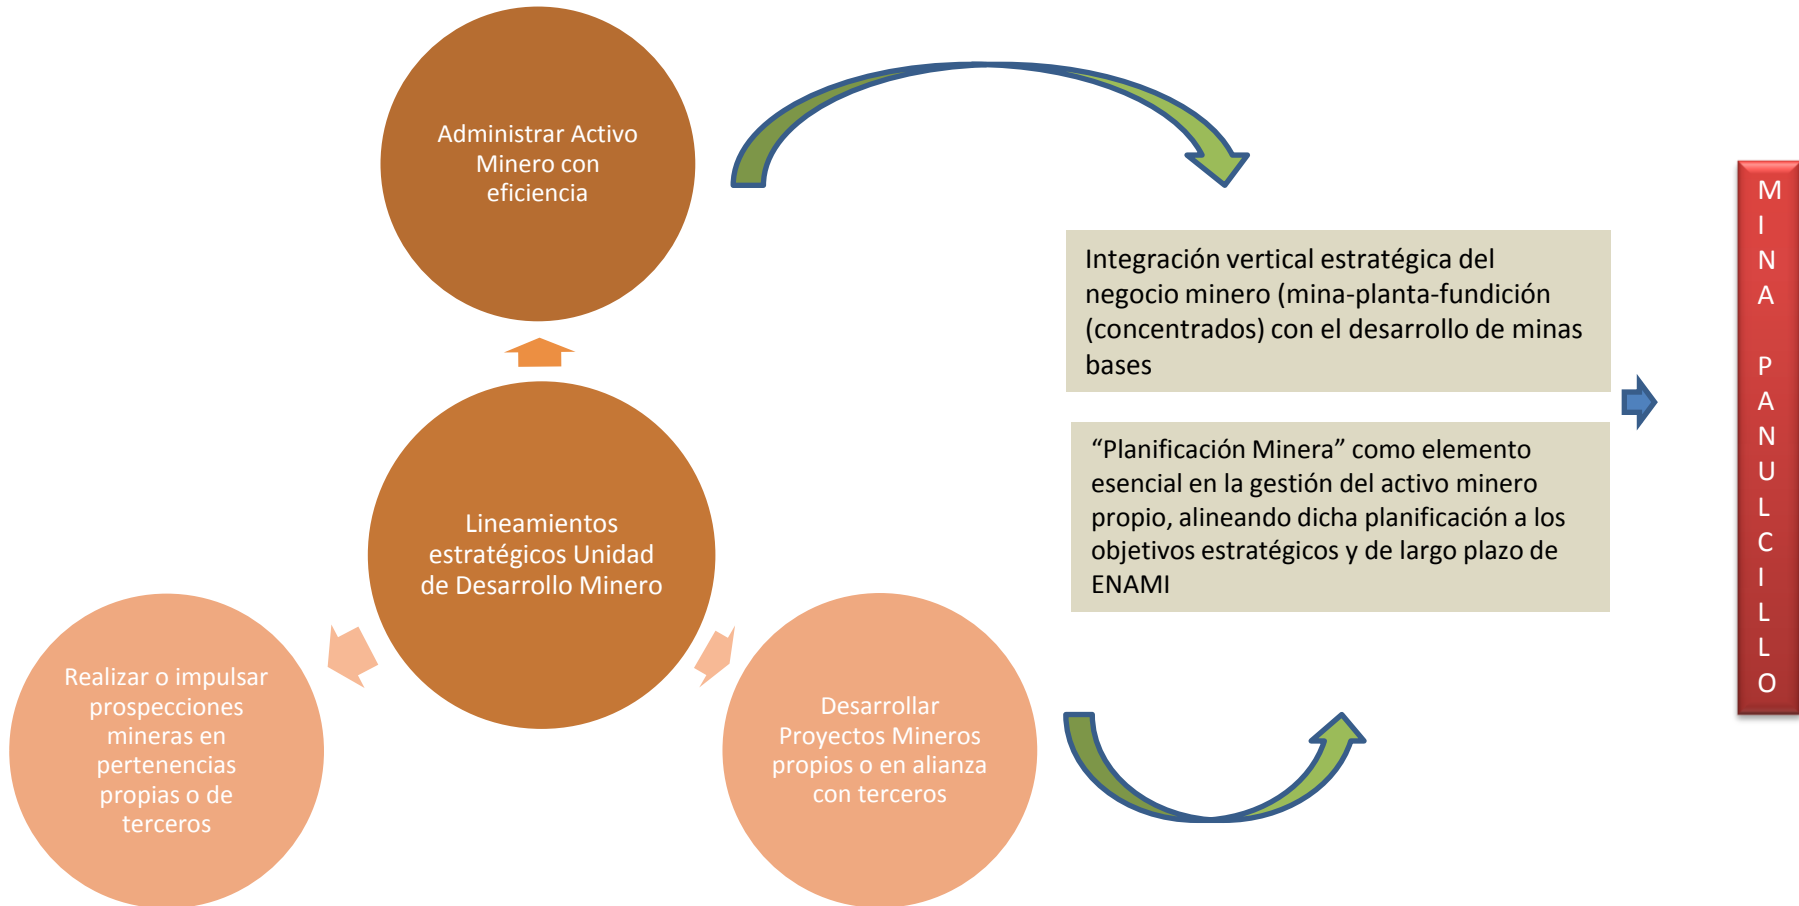 Administrar Activo
Minero con
eficiencia
Lineamientos
estratégicos Unidad
de Desarrollo Minero
Realizar o impulsar
prospecciones
mineras en
pertenencias
propias o de
terceros
Desarrollar
Proyectos Mineros
propios o en alianza
con terceros
Integración vertical estratégica del
negocio minero (mina-planta-fundición
(concentrados) con el desarrollo de minas
bases
“Planificación Minera” como elemento
esencial en la gestión del activo minero
propio, alineando dicha planificación a los
objetivos estratégicos y de largo plazo de
ENAMI
M
I
N
A
P
A
N
U
L
C
I
L
L
O